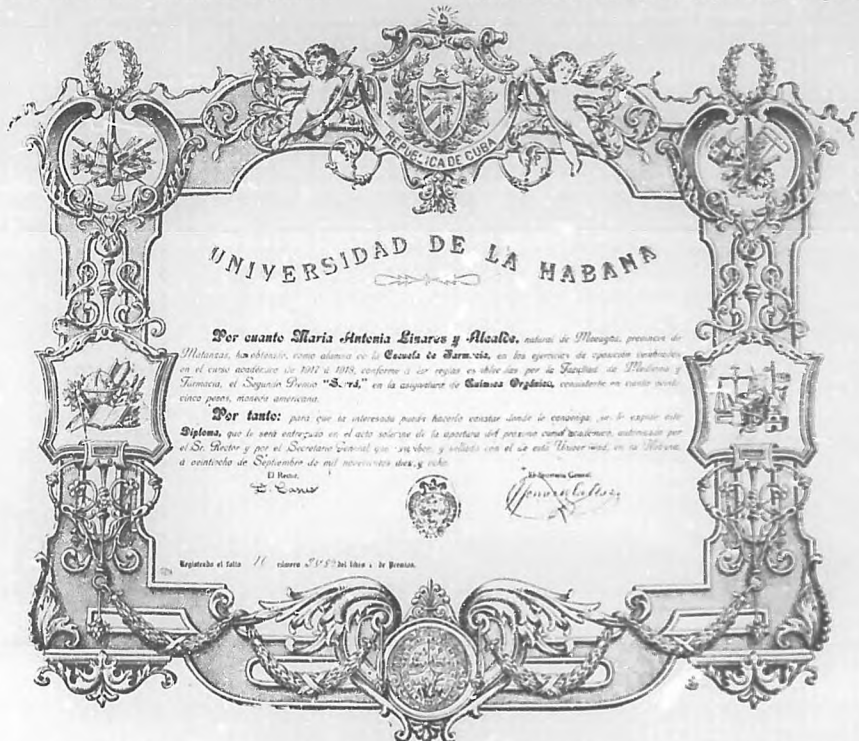 REPUBLICA DE CUBA
UNIVERSIDAD DE LA HABANA
Por cuanto María Antonia Linares y Alcalde, natural de provincia de
Matanzas, ha obtenido, como alumna de la Escuela de Farmacia, en los ejercicios de oposición celebrados
en el curso académico de 1917 á 1918, conforme á las reglas establecidas por la Facultad de Medicina y
Farmacia, el Segundo Premio "Sarrá," en la asignatura de Química Orgánica, consistente en ciento veinte
cinco pesos, moneda americana.
Por tanto: para que la interesada pueda hacerlo constar donde le convenga, se le expide este
Diploma, que le será entregado en el acto solemne de la apertura del próximo curso académico, autorizado por
el Sr. Rector y por el Secretario General que suscriben, y sellado con el de esta Universidad, en la Habana,
á veintiocho de Septiembre de mil novecientos diez y ocho.
El Rector, El Secretario General,
Registrado al folio número del libro de Premios.